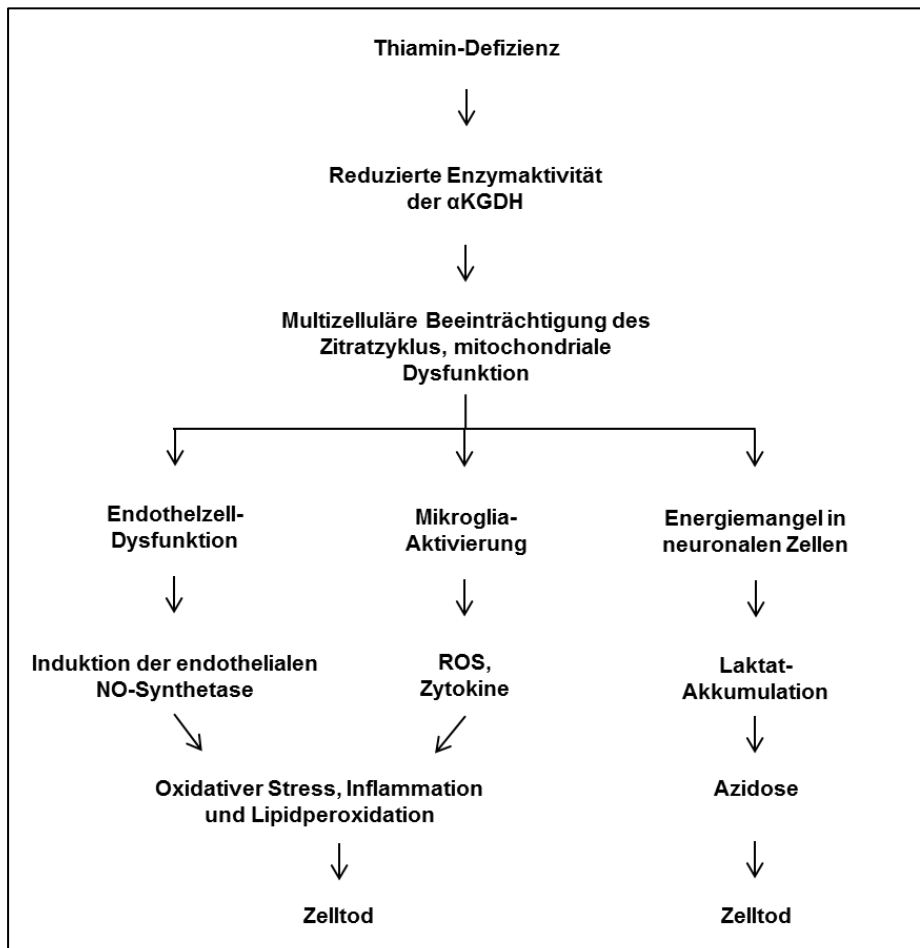 Thiamin-Defizienz
Reduzierte Enzymaktivität
der αKGDH
Multizelluläre Beeinträchtigung des
Zitratzyklus, mitochondriale
Dysfunktion
Endothelzell-
Dysfunktion
Mikroglia-
Aktivierung
Energiemangel in
neuronalen Zellen
Induktion der endothelialen
NO-Synthetase
ROS,
Zytokine
Laktat-
Akkumulation
Oxidativer Stress, Inflammation
und Lipidperoxidation
Azidose
Zelltod
Zelltod